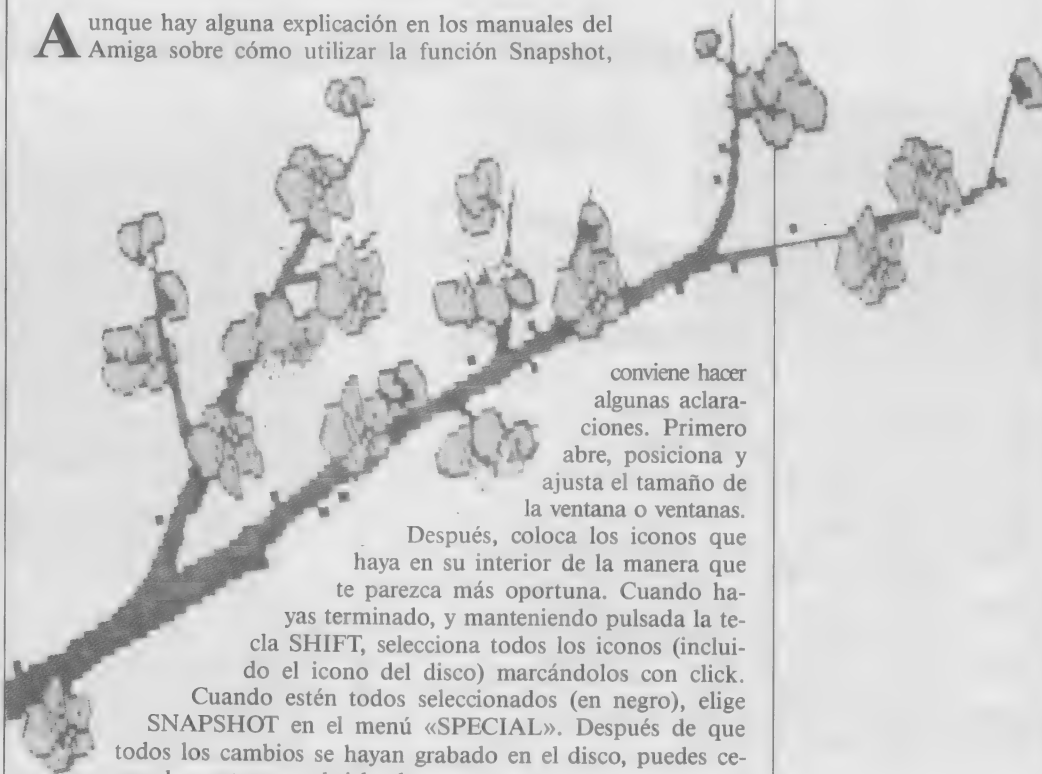 Aunque hay alguna explicación en los manuales del
Amiga sobre cómo utilizar la función Snapshot,
conviene hacer
algunas aclara-
ciones. Primero
abre, posiciona y
ajusta el tamaño de
la ventana o ventanas.
Después, coloca los iconos que
haya en su interior de la manera que
te parezca más oportuna. Cuando ha-
yas terminado, y manteniendo pulsada la te-
cla SHIFT, selecciona todos los iconos (inclui-
do el icono del disco) marcándolos con click.
Cuando estén todos seleccionados (en negro), elige
SNAPSHOT en el menú «SPECIAL». Después de que
todos los cambios se hayan grabado en el disco, puedes ce-